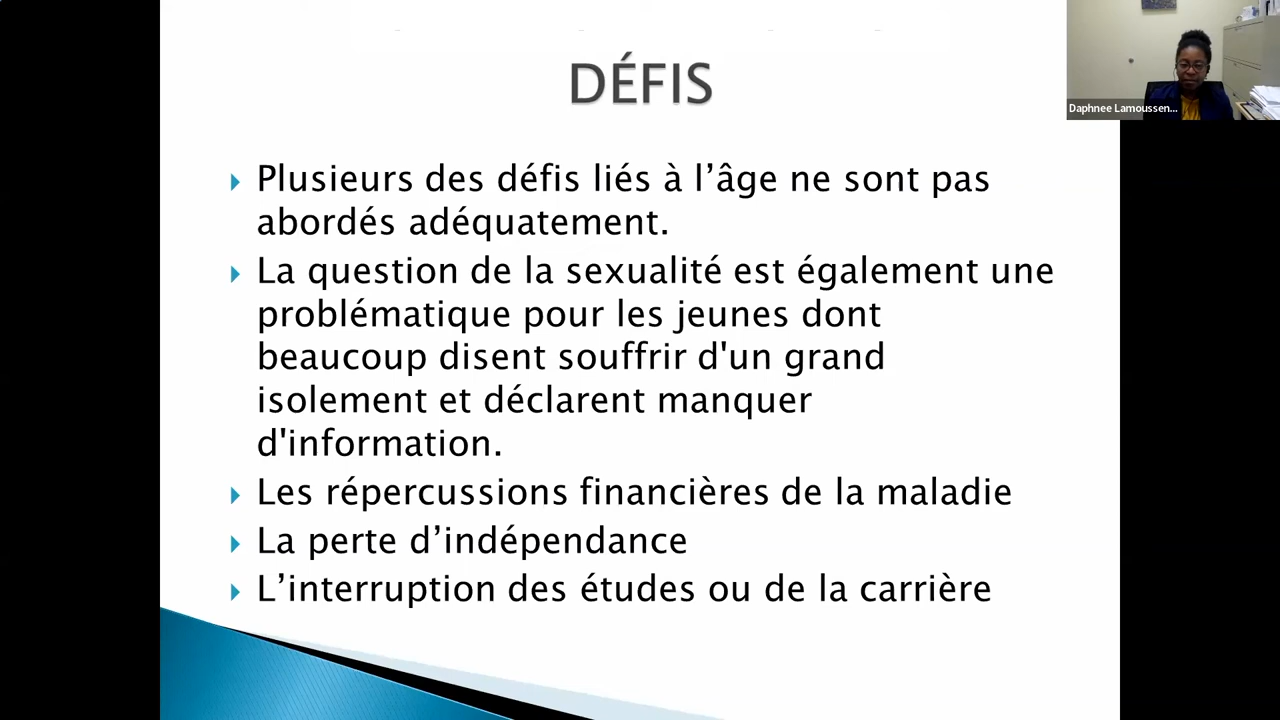 DÉFIS
Daphnee Lamoussen...
Plusieurs des défis liés à l’âge ne sont pas
abordés adéquatement.
La question de la sexualité est également une
problématique pour les jeunes dont
beaucoup disent souffrir d'un grand
isolement et déclarent manquer
d'information.
Les répercussions financières de la maladie
La perte d’indépendance
L’interruption des études ou de la carrière